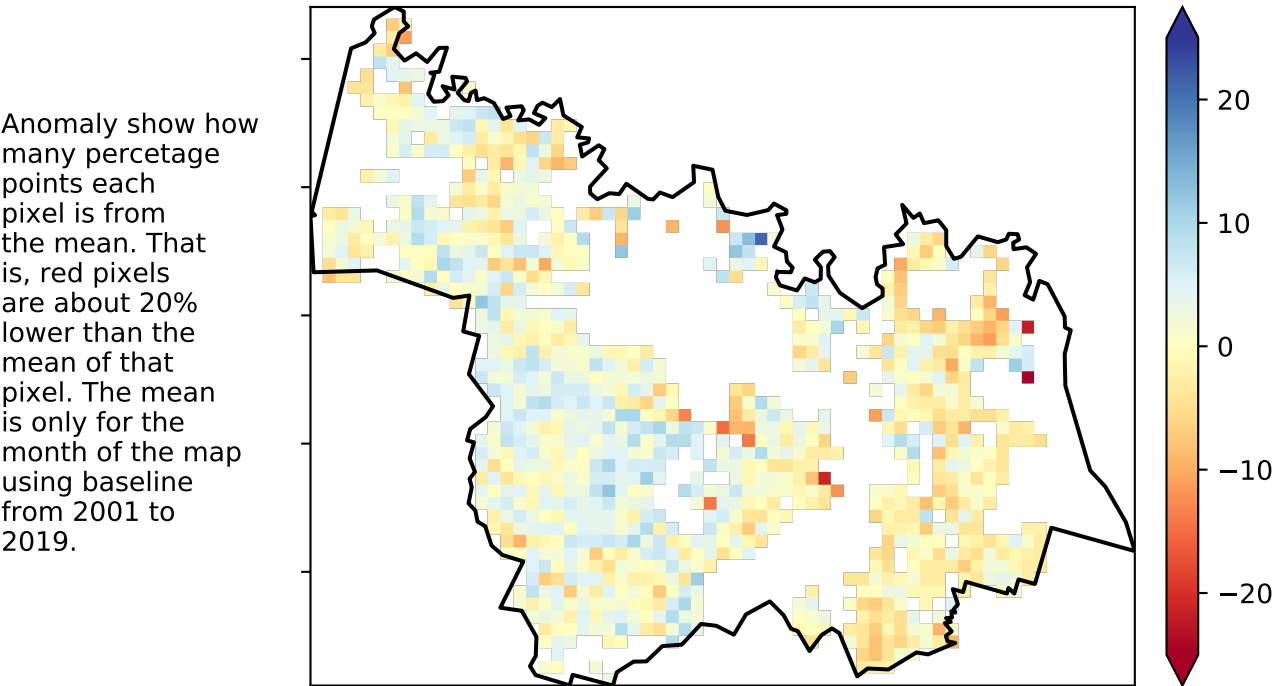 Anomaly show how
many percetage
points each
pixel is from
the mean. That
is, red pixels
are about 20%
lower than the
mean of that
pixel. The mean
is only for the
month of the map
using baseline
from 2001 to
2019.
20
10
0
−10
−20